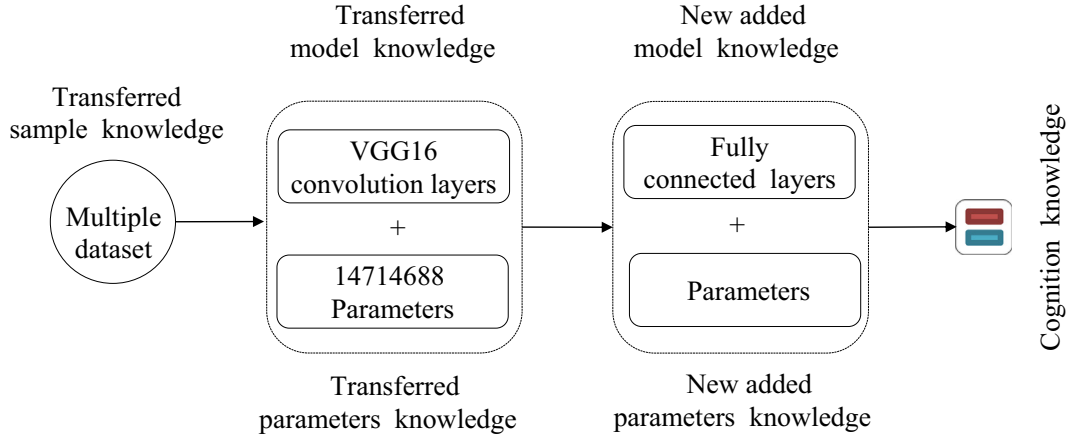 Transferred
sample knowledge
Multiple
dataset
Transferred
model knowledge
VGG16
convolution layers
+
14714688
Parameters
Transferred
parameters knowledge
New added
model knowledge
Fully
connected layers
+
Parameters
New added
parameters knowledge
Cognition knowledge